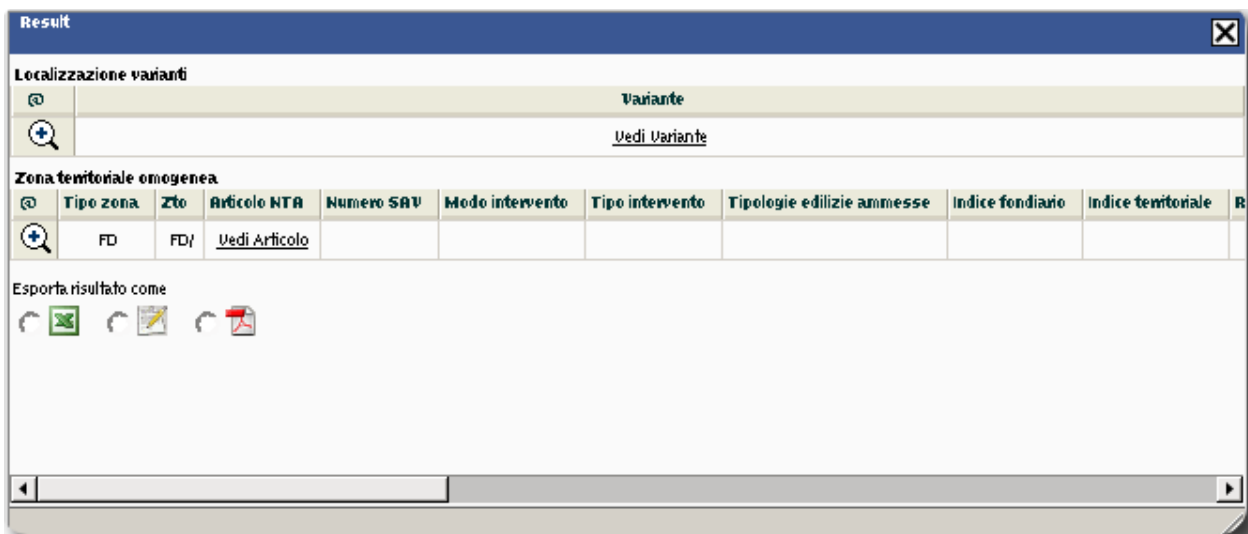 Result
Localizzazione varianti
@ Variante
Vedi Variante
Zona territoriale omogenea
@ Tipo zona Zto Articolo NTA Numero SAV Modo intervento Tipo intervento Tipologie edilizie ammesse Indice fondiario Indice territoriale R
FD FD/ Vedi Articolo
Esporta risultato come